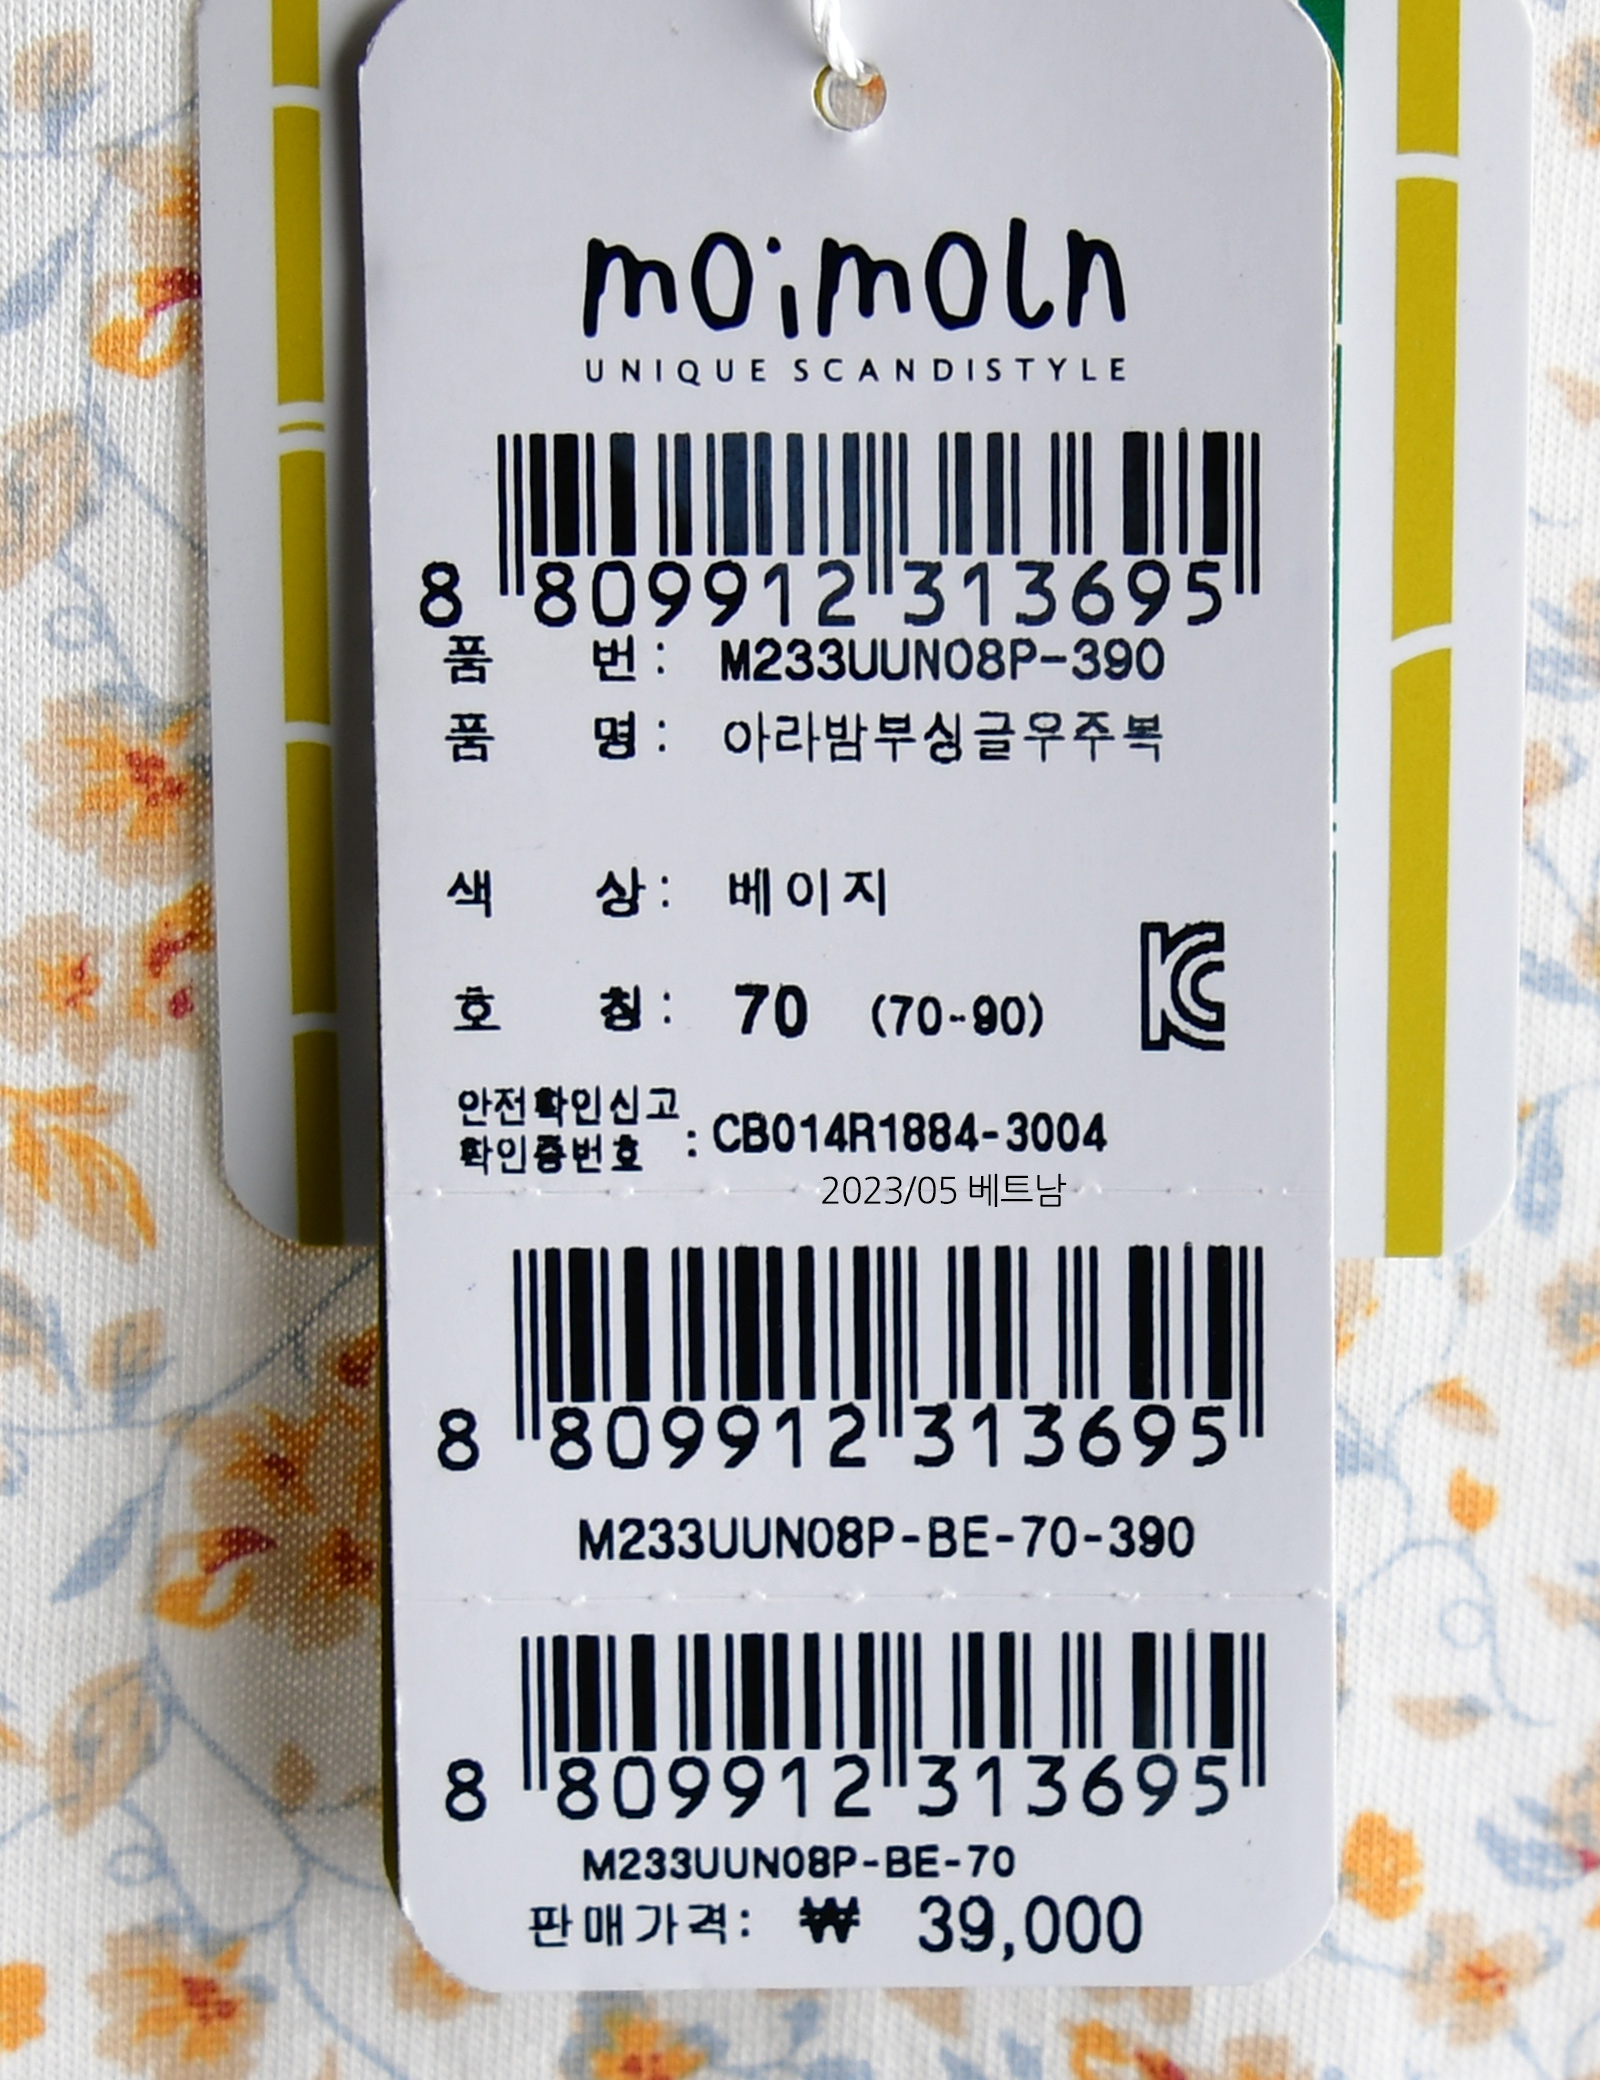 moimoln
UNIQUE SCANDISTYLE
8 809912 313695
품 번: M233UUN08P-390
품 명: 아라밤부싱글우주복
색 상: 베이지
호 칭: 70 (70-90)
안전확인신고
확인증번호 : CB014R1884-3004
2023/05 베트남
8 809912 313695
M233UUN08P-BE-70-390
8 809912 313695
M233UUN08P-BE-70
판매가격: ₩ 39,000